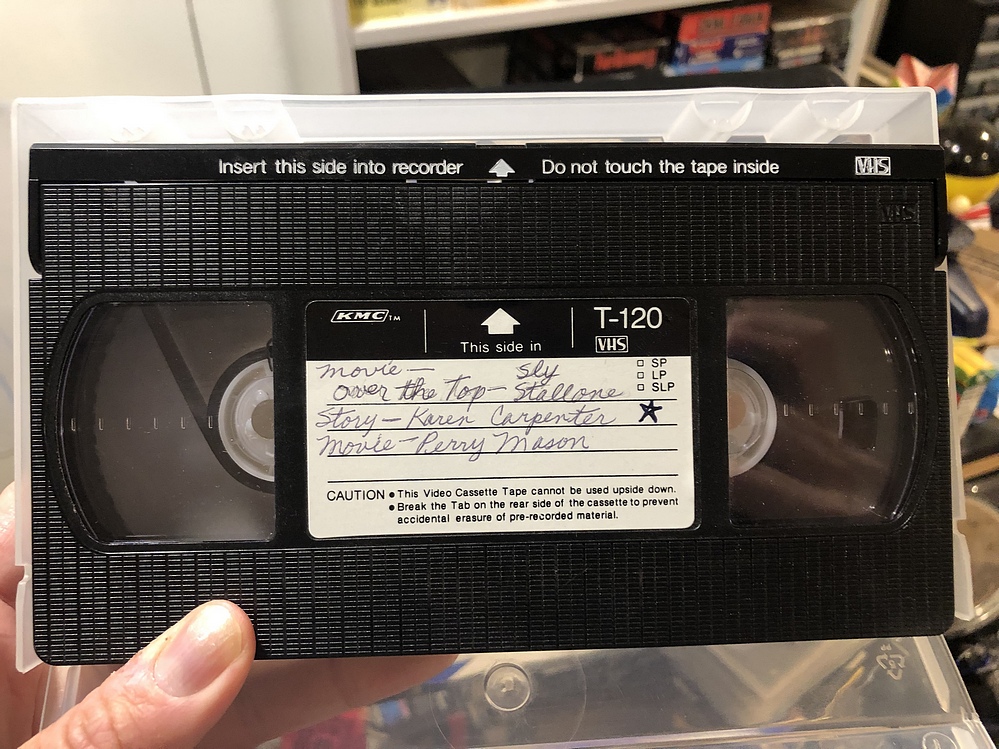 Insert this side into recorder Do not touch the tape inside VHS
VHS
KMC TM This side in T-120 VHS
SP
LP
SLP
movie – Sly
over the Top – Stallone
Story – Karen Carpenter
Movie – Perry Mason
CAUTION • This Video Cassette Tape cannot be used upside down.
• Break the Tab on the rear side of the cassette to prevent
accidental erasure of pre-recorded material.